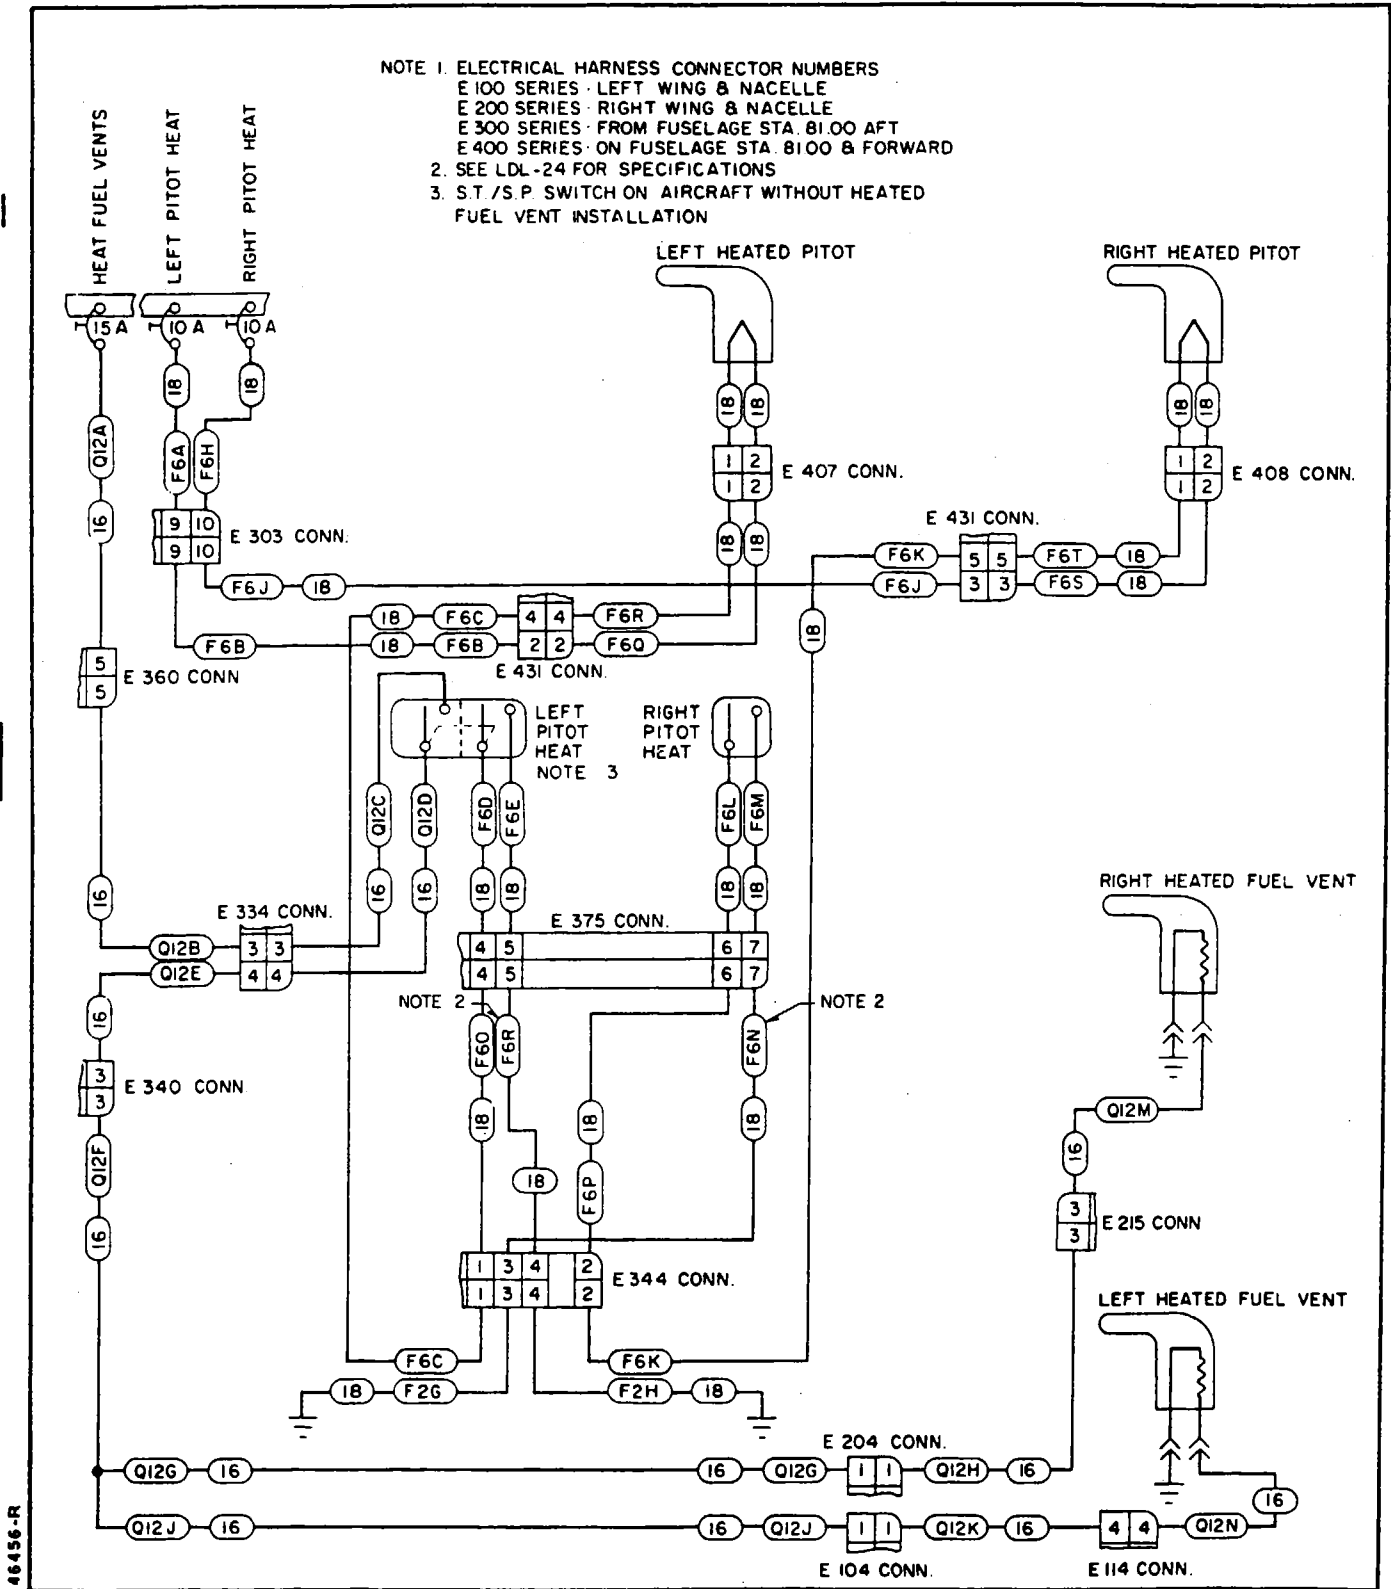 NOTE 1. ELECTRICAL HARNESS CONNECTOR NUMBERS
E 100 SERIES · LEFT WING & NACELLE
E 200 SERIES · RIGHT WING & NACELLE
E 300 SERIES · FROM FUSELAGE STA. 81.00 AFT
E 400 SERIES · ON FUSELAGE STA. 8100 & FORWARD
2. SEE LDL-24 FOR SPECIFICATIONS
3. S.T./S.P. SWITCH ON AIRCRAFT WITHOUT HEATED
FUEL VENT INSTALLATION
HEAT FUEL VENTS
LEFT PITOT HEAT
RIGHT PITOT HEAT
15 A
10 A
10 A
LEFT HEATED PITOT
RIGHT HEATED PITOT
18
18
18
18
18
18
Q12A
F6A
F6H
16
1 2
1 2
E 407 CONN.
1 2
1 2
E 408 CONN.
9 10
9 10
E 303 CONN.
18
18
E 431 CONN.
F6K
5 5
F6T
18
F6J
18
F6J
3 3
F6S
18
18
F6C
4 4
F6R
18
F6B
18
F6B
2 2
F6Q
E 431 CONN.
5
5
E 360 CONN
LEFT
PITOT
HEAT
NOTE 3
RIGHT
PITOT
HEAT
Q12C
Q12D
F6D
F6E
F6L
F6M
16
16
16
18
18
18
18
E 334 CONN.
E 375 CONN.
Q12B
3 3
4 5
6 7
Q12E
4 4
4 5
6 7
NOTE 2
NOTE 2
16
F6O
F6R
F6N
3
3
E 340 CONN
18
18
18
Q12F
18
F6P
16
RIGHT HEATED FUEL VENT
Q12M
16
3
3
E 215 CONN
1 3 4 2
1 3 4 2
E 344 CONN.
LEFT HEATED FUEL VENT
F6C
F6K
18
F2G
F2H
18
E 204 CONN.
Q12G
16
16
Q12G
1 1
Q12H
16
16
Q12J
16
16
Q12J
1 1
Q12K
16
4 4
Q12N
E 104 CONN.
E 114 CONN.
46456-R